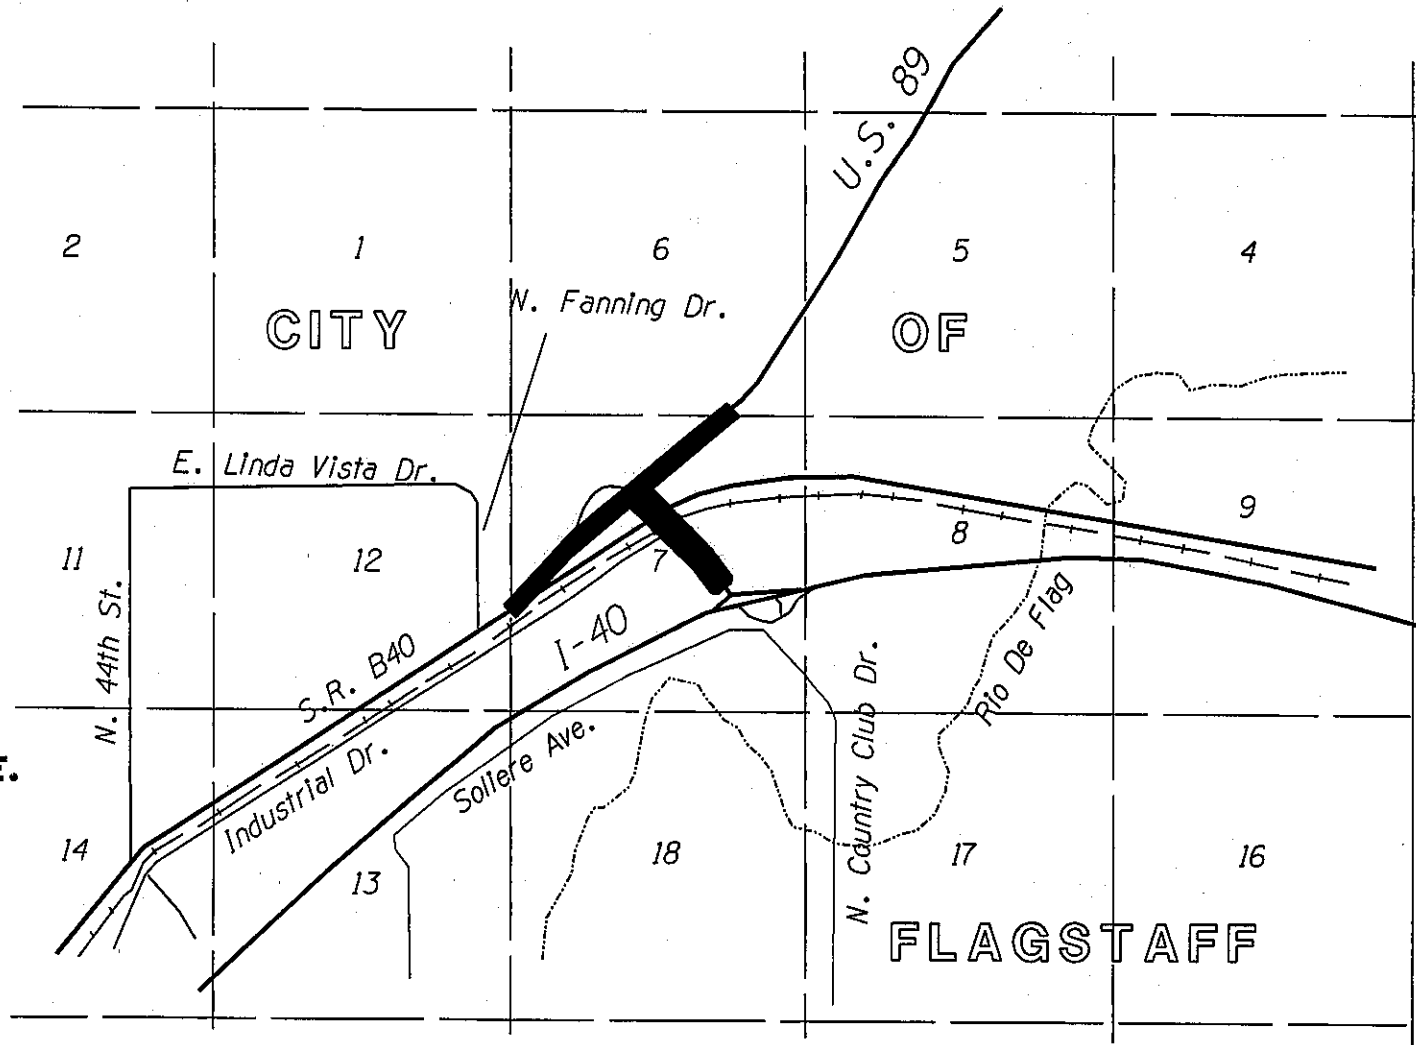 U.S. 89
2
1
6
5
4
N. Fanning Dr.
CITY
OF
E. Linda Vista Dr.
11
12
7
8
9
N. 44th St.
S.R. B40
I-40
Rio De Flag
N. Country Club Dr.
Industrial Dr.
Soliere Ave.
14
13
18
17
16
FLAGSTAFF